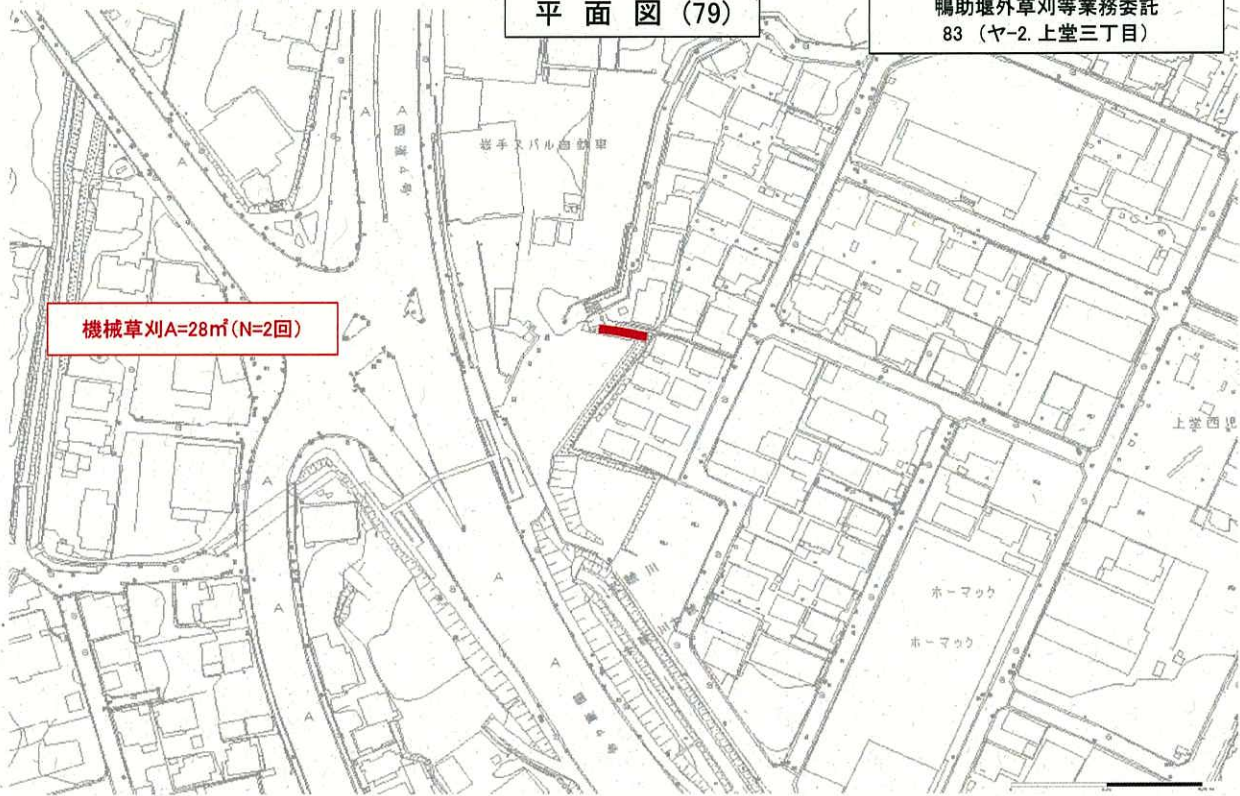 平面図(79)
鴨助堰外草刈等業務委託
83 (ヤ-2. 上堂三丁目)
国道4号
岩手スバル自動車
機械草刈A=28㎡(N=2回)
上堂西児
ホーマック
ホーマック
国道4号
A
A
A
A
A
A
A
A